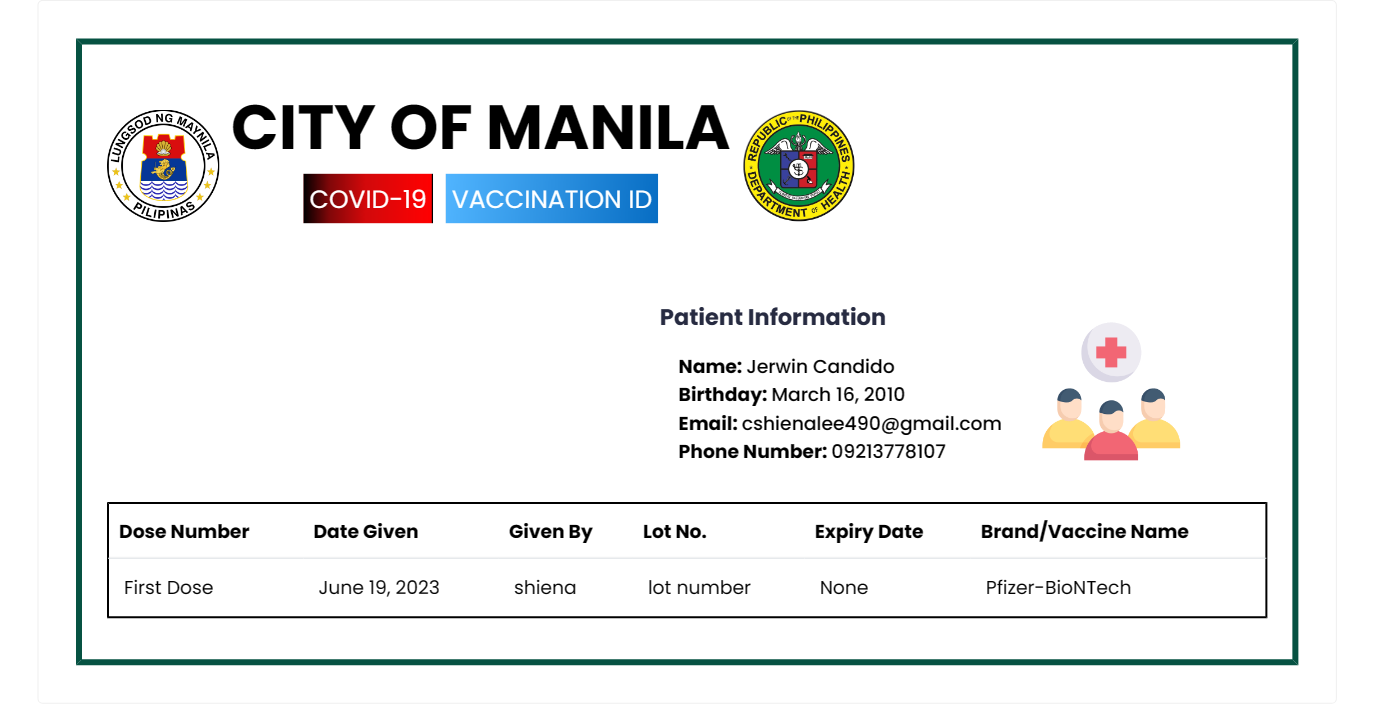 LUNGSOD NG MAYNILA
PILIPINAS
CITY OF MANILA
COVID-19 VACCINATION ID
REPUBLIC OF THE PHILIPPINES
DEPARTMENT OF HEALTH
Patient Information
Name: Jerwin Candido
Birthday: March 16, 2010
Email: cshienalee490@gmail.com
Phone Number: 09213778107
Dose Number Date Given Given By Lot No. Expiry Date Brand/Vaccine Name
First Dose June 19, 2023 shiena lot number None Pfizer-BioNTech